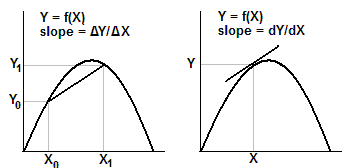 Y = f(X)
slope = ΔY/ΔX
Y₁
Y₀
X₀
X₁
Y = f(X)
slope = dY/dX
Y
X